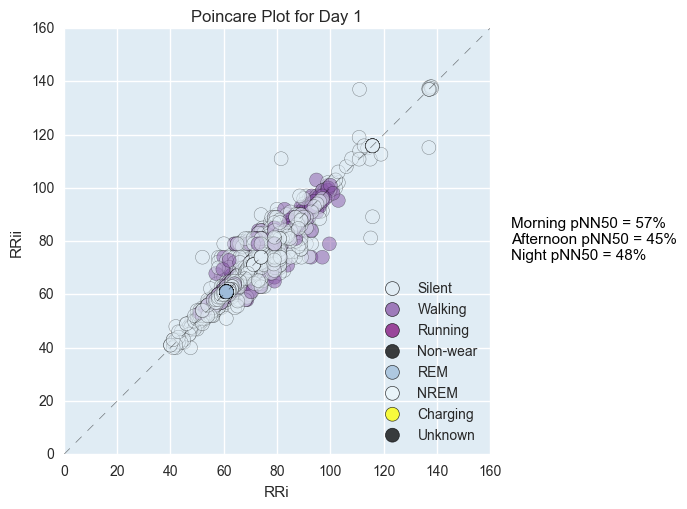 Poincare Plot for Day 1
160
140
120
100
80
60
40
20
0
RRii
0 20 40 60 80 100 120 140 160
RRi
Silent
Walking
Running
Non-wear
REM
NREM
Charging
Unknown
Morning pNN50 = 57%
Afternoon pNN50 = 45%
Night pNN50 = 48%